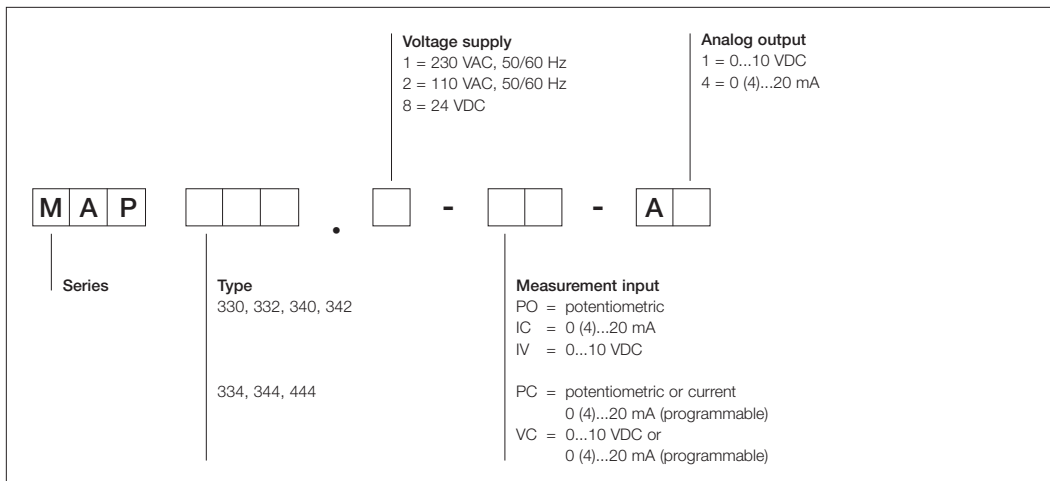 Voltage supply
1 = 230 VAC, 50/60 Hz
2 = 110 VAC, 50/60 Hz
8 = 24 VDC
Analog output
1 = 0...10 VDC
4 = 0 (4)...20 mA
M A P . - - A
Series
Type
330, 332, 340, 342
334, 344, 444
Measurement input
PO = potentiometric
IC = 0 (4)...20 mA
IV = 0...10 VDC
PC = potentiometric or current
0 (4)...20 mA (programmable)
VC = 0...10 VDC or
0 (4)...20 mA (programmable)